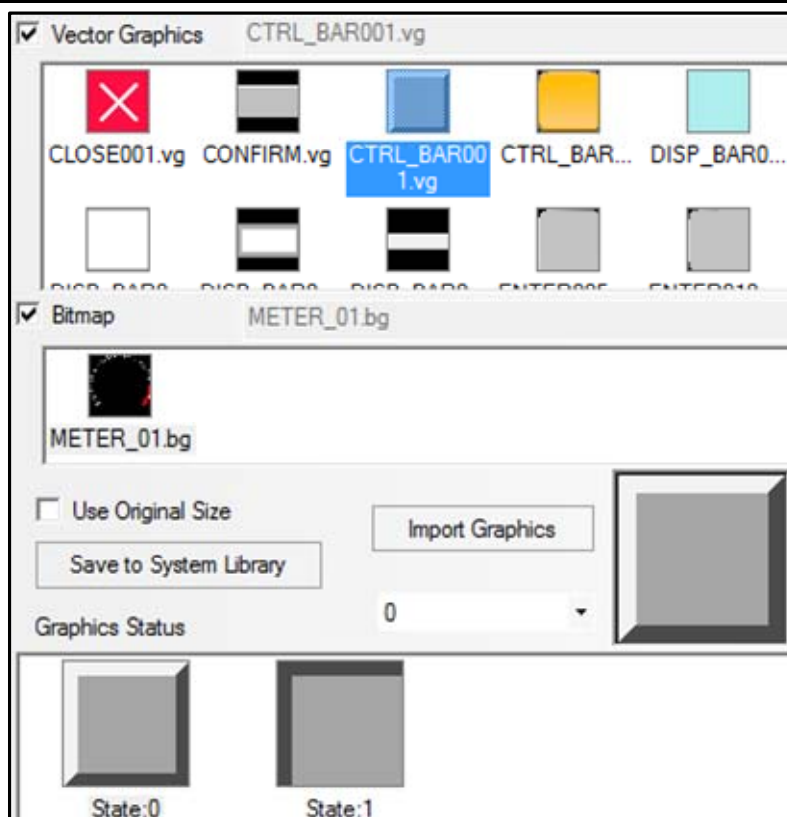 Vector Graphics CTRL_BAR001.vg
CLOSE001.vg CONFIRM.vg CTRL_BAR00 CTRL_BAR... DISP_BAR0...
1.vg
Bitmap METER_01.bg
METER_01.bg
Use Original Size
Import Graphics
Save to System Library
0
Graphics Status
State:0 State:1